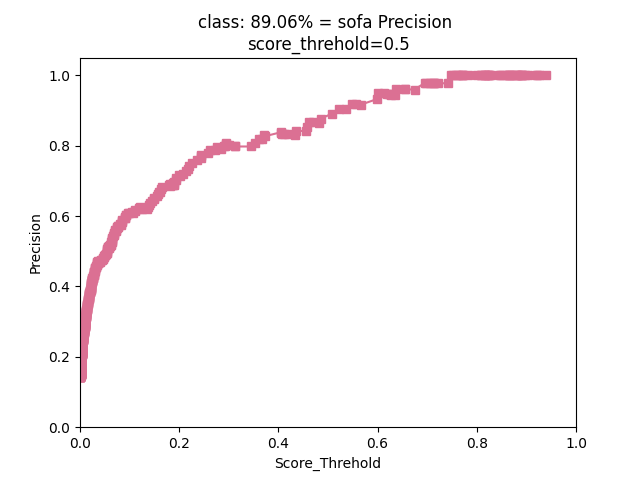 class: 89.06% = sofa Precision
score_threhold=0.5
1.0
0.8
0.6
0.4
0.2
0.0
Precision
0.0 0.2 0.4 0.6 0.8 1.0
Score_Threhold